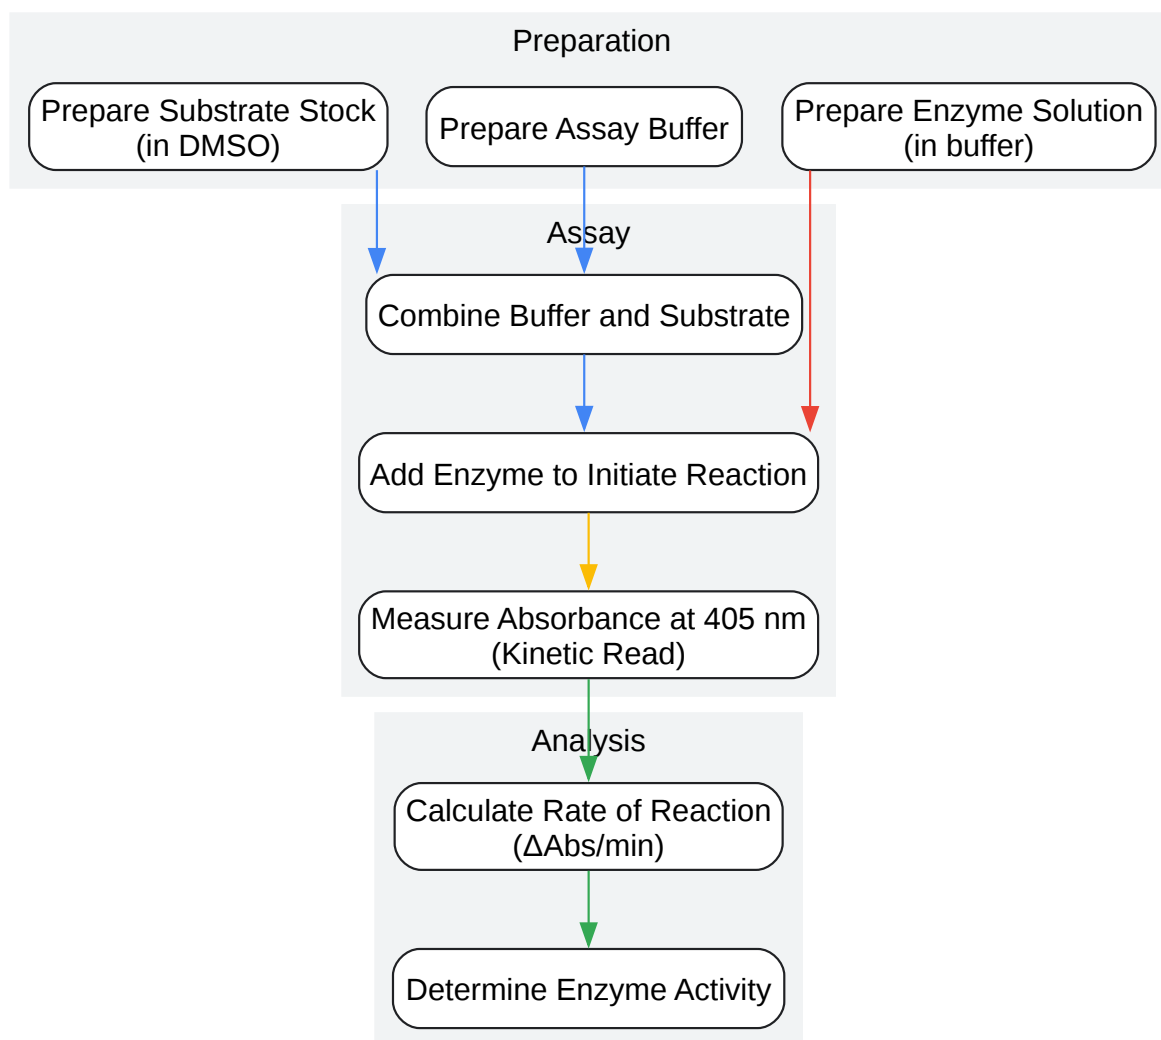 Preparation
Prepare Substrate Stock
(in DMSO)
Prepare Assay Buffer
Prepare Enzyme Solution
(in buffer)
Assay
Combine Buffer and Substrate
Add Enzyme to Initiate Reaction
Measure Absorbance at 405 nm
(Kinetic Read)
Analysis
Calculate Rate of Reaction
(ΔAbs/min)
Determine Enzyme Activity